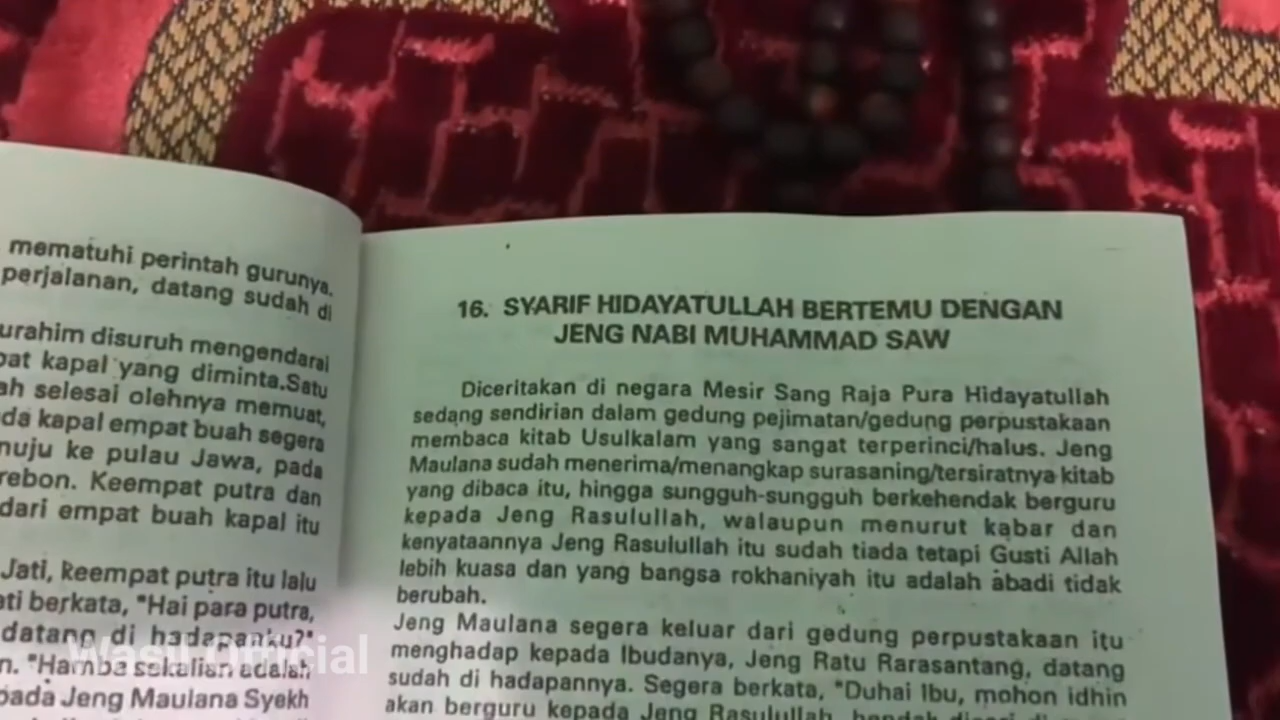 mematuhi perintah gurunya.
perjalanan, datang sudah di
urahim disuruh mengendarai
pat kapal yang diminta.Satu
ah selesai olehnya memuat,
da kapal empat buah segera
nuju ke pulau Jawa, pada
rebon. Keempat putra dan
dari empat buah kapal itu
Jati, keempat putra itu lalu
ati berkata, "Hai para putra,
datang di hadapanku?"
n. "Hamba sekalian adalah
pada Jeng Maulana Syekh
16. SYARIF HIDAYATULLAH BERTEMU DENGAN
JENG NABI MUHAMMAD SAW
Diceritakan di negara Mesir Sang Raja Pura Hidayatullah
sedang sendirian dalam gedung pejimatan/gedung perpustakaan
membaca kitab Usulkalam yang sangat terperinci/halus. Jeng
Maulana sudah menerima/menangkap surasaning/tersiratnya kitab
yang dibaca itu, hingga sungguh-sungguh berkehendak berguru
kepada Jeng Rasulullah, walaupun menurut kabar dan
kenyataannya Jeng Rasulullah itu sudah tiada tetapi Gusti Allah
lebih kuasa dan yang bangsa rokhaniyah itu adalah abadi tidak
berubah.
Jeng Maulana segera keluar dari gedung perpustakaan itu
menghadap kepada Ibudanya, Jeng Ratu Rarasantang, datang
sudah di hadapannya. Segera berkata, "Duhai Ibu, mohon idhin
akan berguru kepada Jeng Rasulullah,
Wasil Official